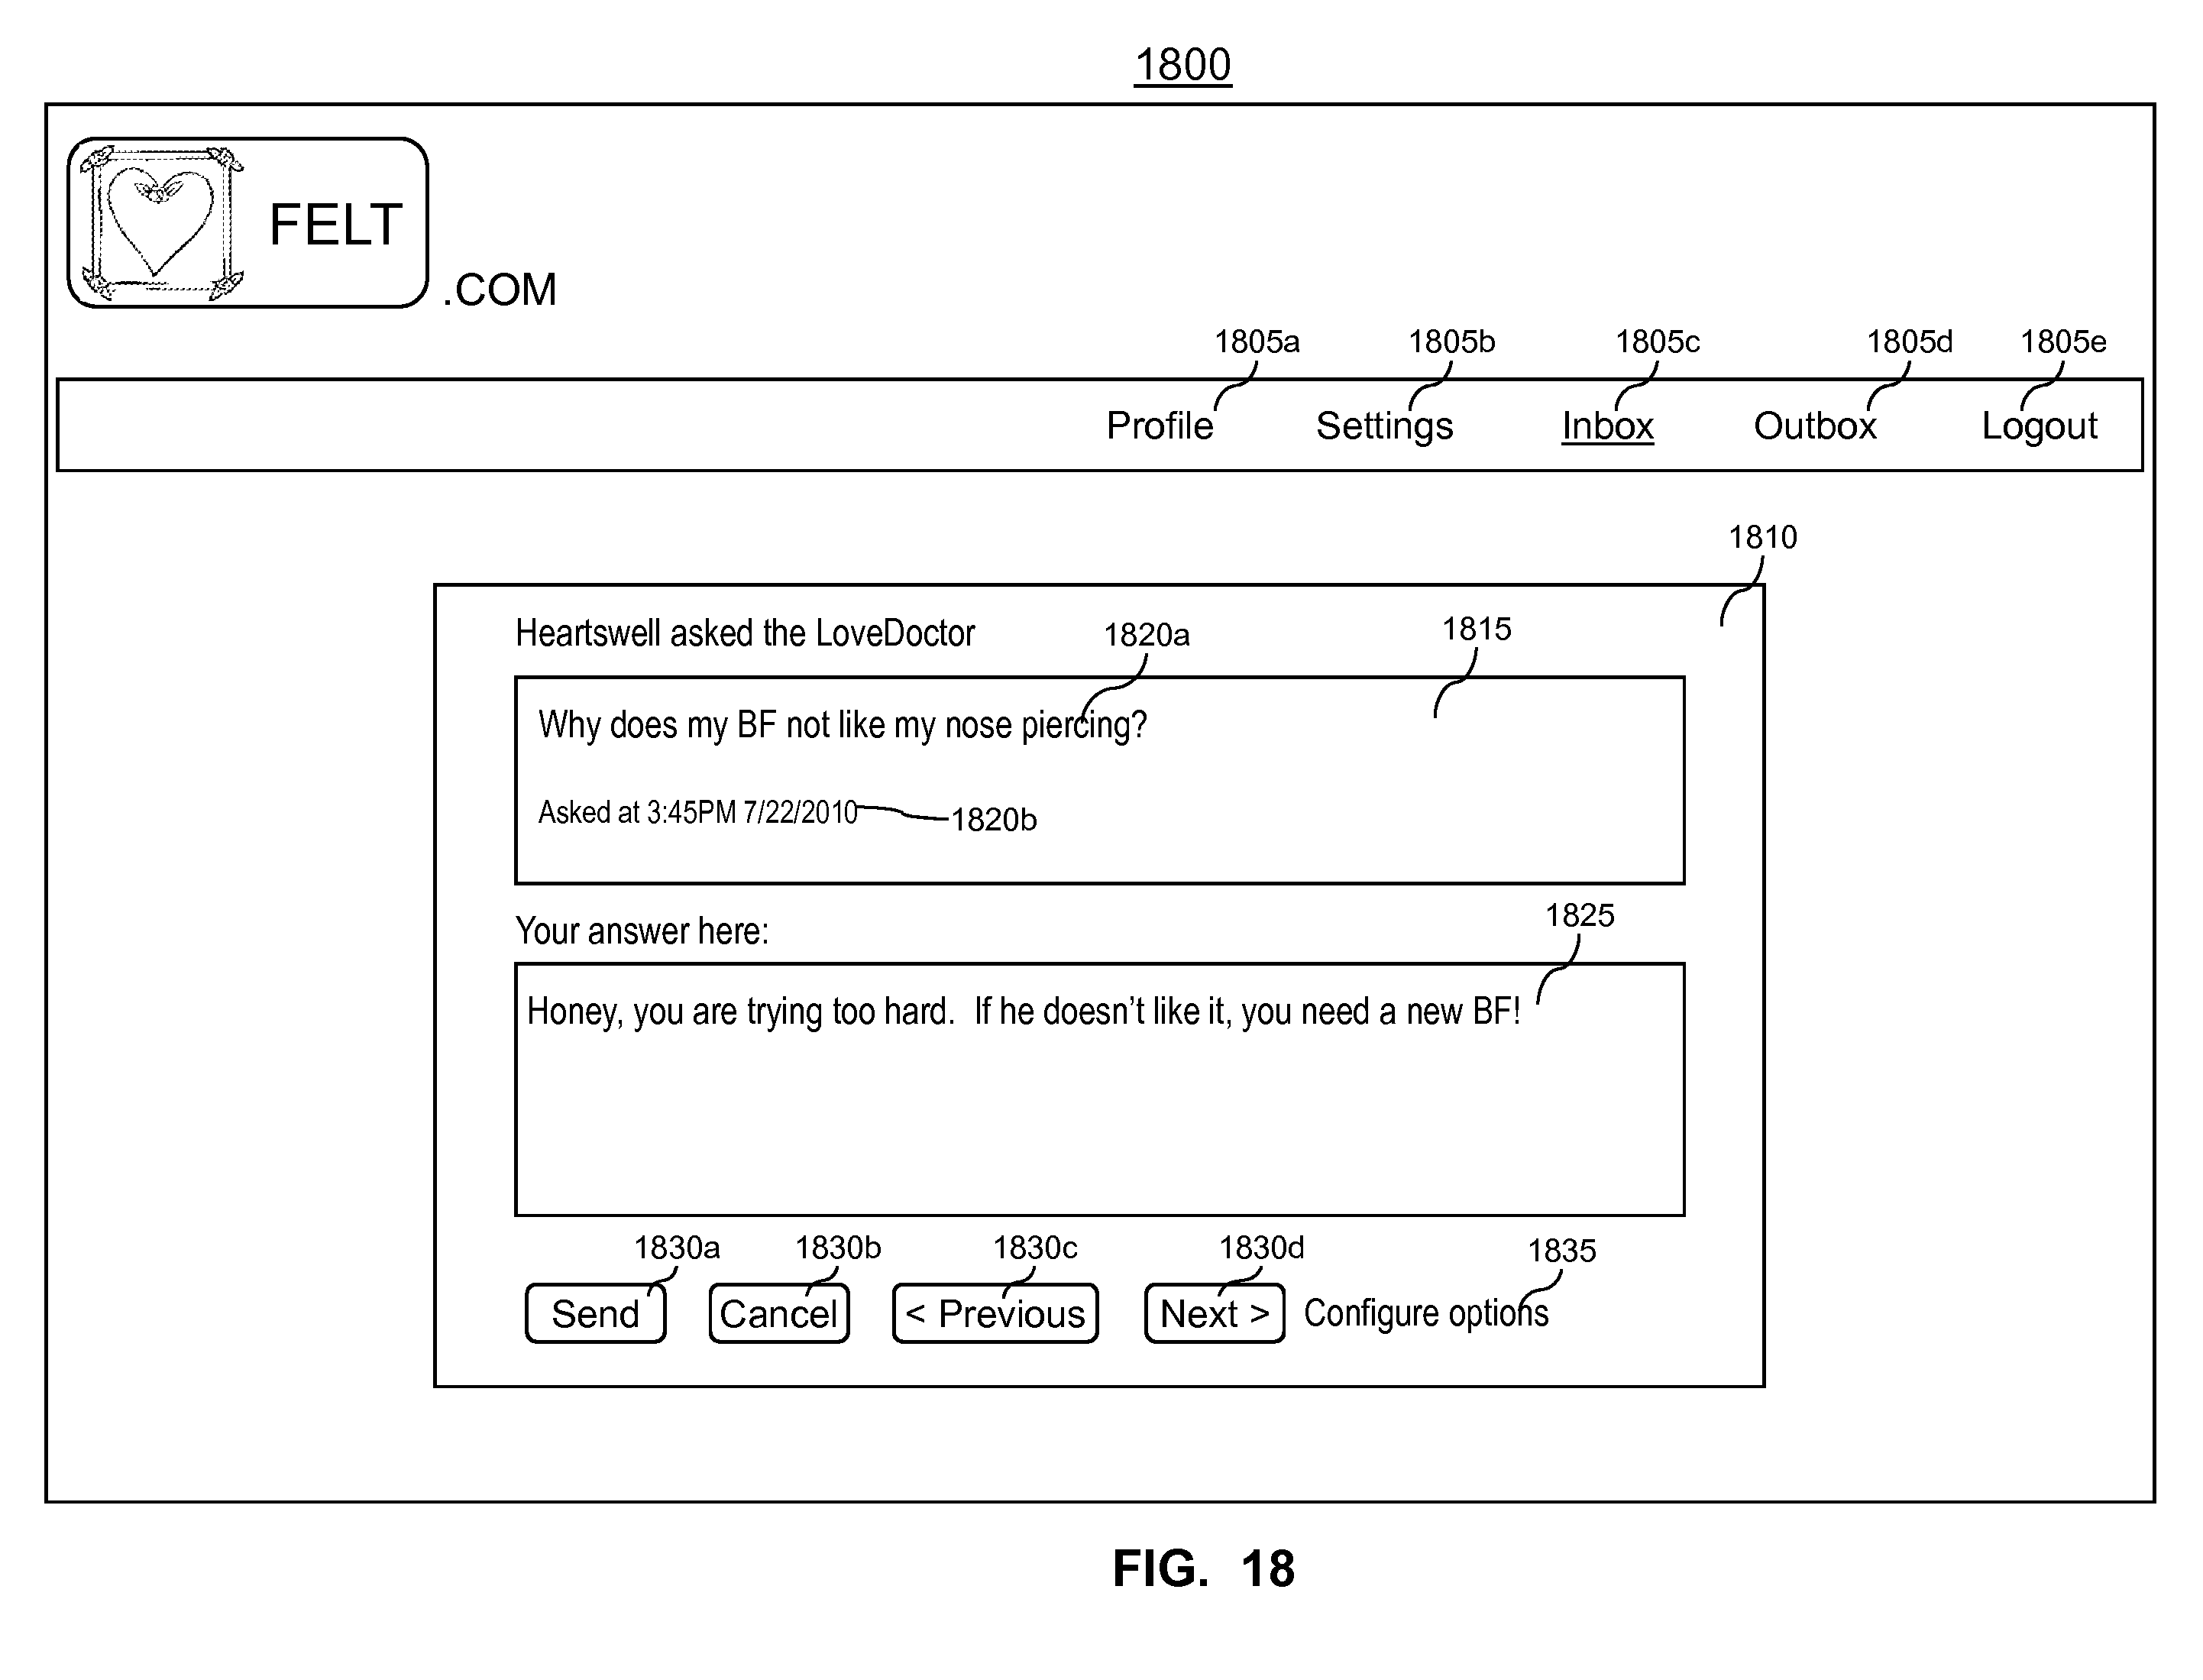 1800
FELT
.COM
1805a 1805b 1805c 1805d 1805e
Profile Settings Inbox Outbox Logout
1810
Heartswell asked the LoveDoctor 1820a 1815
Why does my BF not like my nose piercing?
Asked at 3:45PM 7/22/2010 1820b
Your answer here: 1825
Honey, you are trying too hard.  If he doesn't like it, you need a new BF!
1830a 1830b 1830c 1830d 1835
Send Cancel < Previous Next > Configure options
FIG. 18